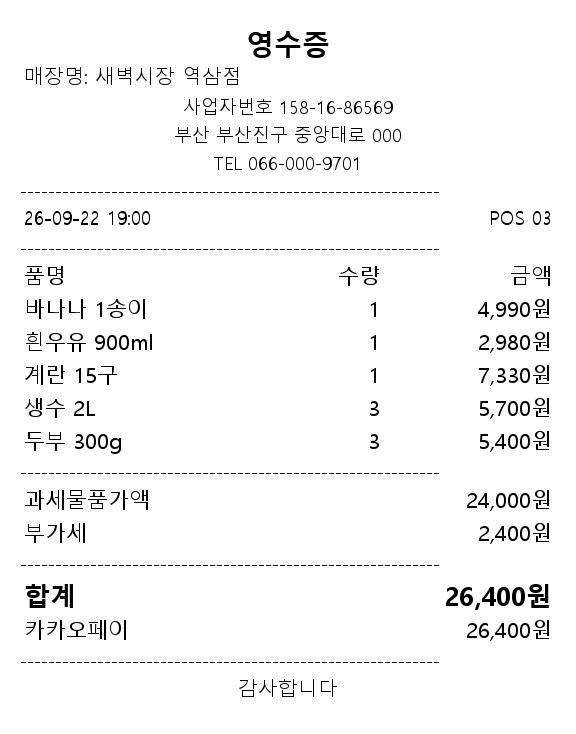 영수증
매장명: 새벽시장 역삼점
사업자번호 158-16-86569
부산 부산진구 중앙대로 000
TEL 066-000-9701
26-09-22 19:00 POS 03
품명 수량 금액
바나나 1송이 1 4,990원
흰우유 900ml 1 2,980원
계란 15구 1 7,330원
생수 2L 3 5,700원
두부 300g 3 5,400원
과세물품가액 24,000원
부가세 2,400원
합계 26,400원
카카오페이 26,400원
감사합니다